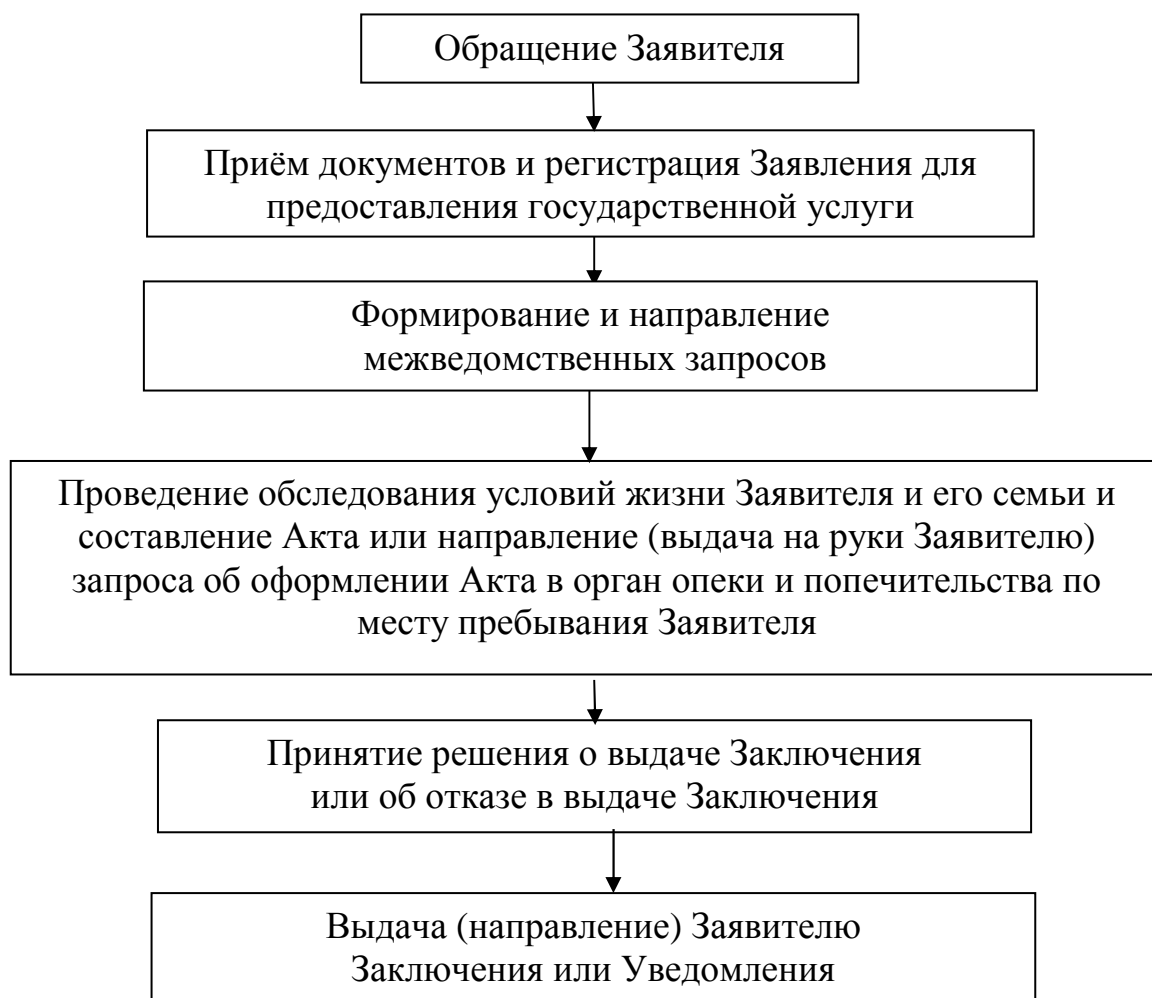 Обращение Заявителя
Приём документов и регистрация Заявления для
предоставления государственной услуги
Формирование и направление
межведомственных запросов
Проведение обследования условий жизни Заявителя и его семьи и
составление Акта или направление (выдача на руки Заявителю)
запроса об оформлении Акта в орган опеки и попечительства по
месту пребывания Заявителя
Принятие решения о выдаче Заключения
или об отказе в выдаче Заключения
Выдача (направление) Заявителю
Заключения или Уведомления